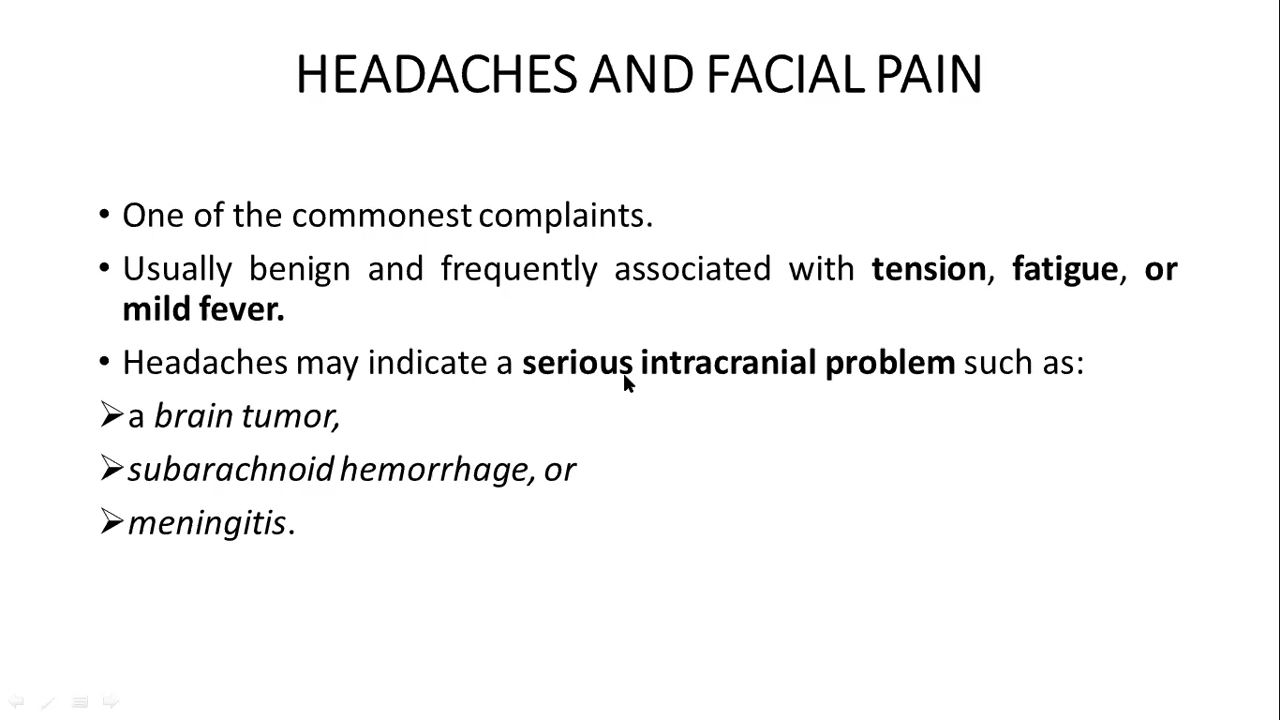 HEADACHES AND FACIAL PAIN
• One of the commonest complaints.
• Usually benign and frequently associated with tension, fatigue, or
mild fever.
• Headaches may indicate a serious intracranial problem such as:
➢a brain tumor,
➢subarachnoid hemorrhage, or
➢meningitis.